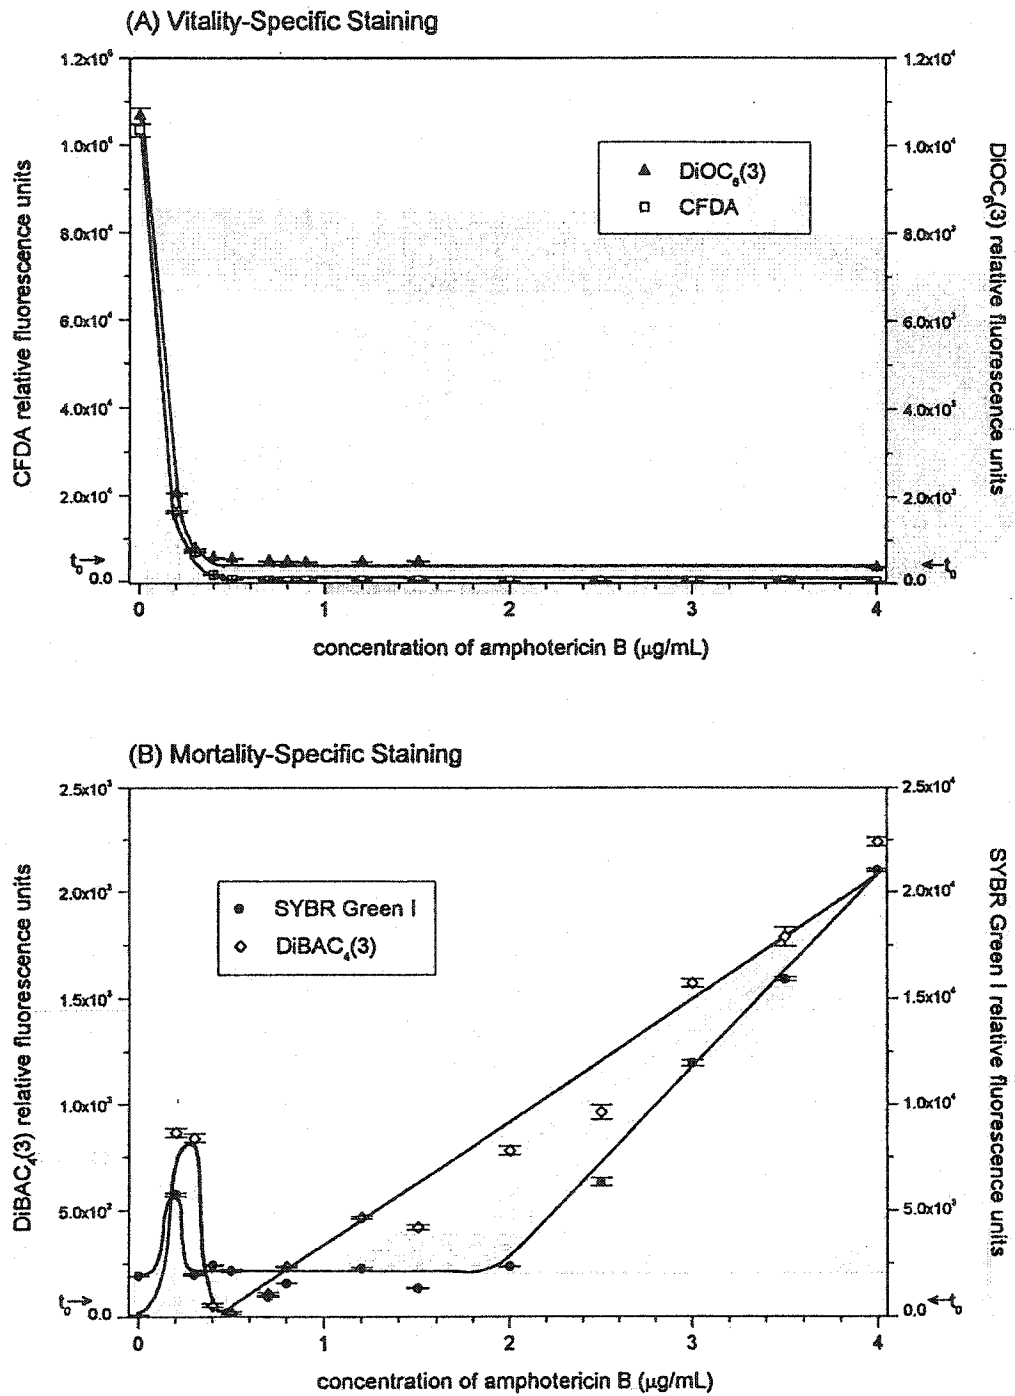 (A) Vitality-Specific Staining
8.0x10⁴
6.0x10⁴
4.0x10⁴
2.0x10⁴
t₀→
0.0
CFDA relative fluorescence units
DiOC₆(3)
CFDA
1.2x10⁴
1.0x10⁴
8.0x10³
6.0x10³
4.0x10³
2.0x10³
←t₀
0.0
DiOC₆(3) relative fluorescence units
0 1 2 3 4
concentration of amphotericin B (μg/mL)
(B) Mortality-Specific Staining
2.5x10³
2.0x10³
1.5x10³
1.0x10³
5.0x10²
t₀→
0.0
DiBAC₄(3) relative fluorescence units
SYBR Green I
DiBAC₄(3)
2.5x10⁴
2.0x10⁴
1.5x10⁴
1.0x10⁴
5.0x10³
←t₀
0.0
SYBR Green I relative fluorescence units
0 1 2 3 4
concentration of amphotericin B (μg/mL)